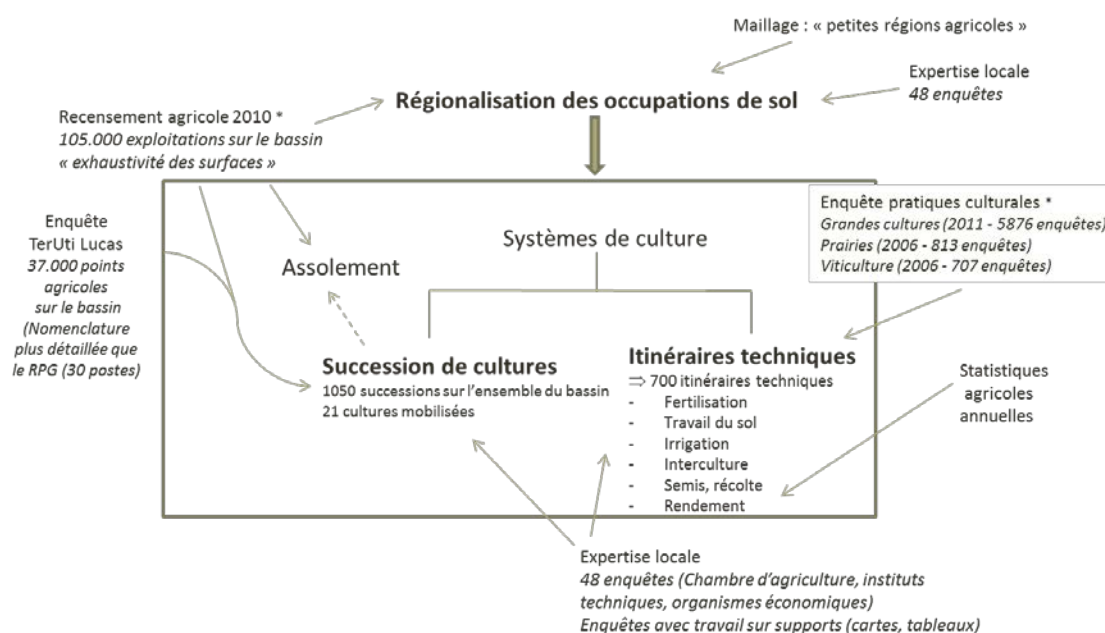 Maillage : « petites régions agricoles »
Expertise locale
48 enquêtes
Régionalisation des occupations de sol
Recensement agricole 2010 *
105.000 exploitations sur le bassin
« exhaustivité des surfaces »
Enquête pratiques culturales *
Grandes cultures (2011 - 5876 enquêtes)
Prairies (2006 - 813 enquêtes)
Viticulture (2006 - 707 enquêtes)
Enquête
TerUti Lucas
37.000 points
agricoles
sur le bassin
(Nomenclature
plus détaillée que
le RPG (30 postes)
Systèmes de culture
Assolement
Succession de cultures
1050 successions sur l'ensemble du bassin
21 cultures mobilisées
Itinéraires techniques
⇒ 700 itinéraires techniques
- Fertilisation
- Travail du sol
- Irrigation
- Interculture
- Semis, récolte
- Rendement
Statistiques
agricoles
annuelles
Expertise locale
48 enquêtes (Chambre d'agriculture, instituts
techniques, organismes économiques)
Enquêtes avec travail sur supports (cartes, tableaux)